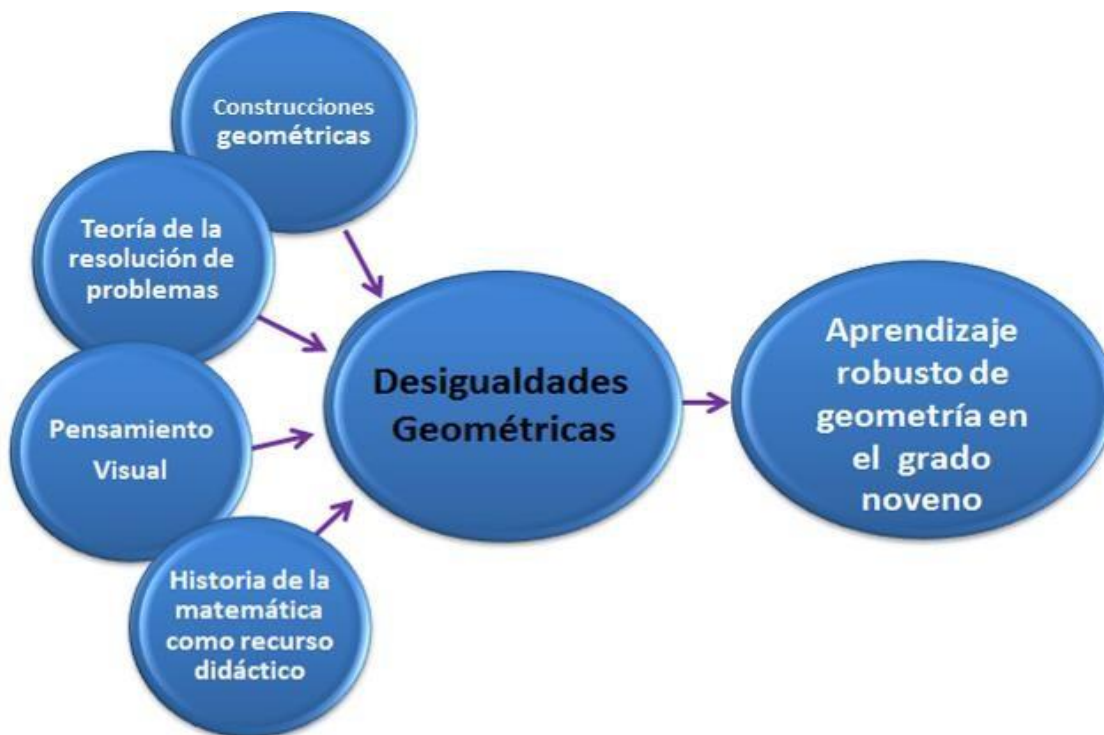 Construcciones
geométricas
Teoría de la
resolución de
problemas
Pensamiento
Visual
Historia de la
matemática
como recurso
didáctico
Desigualdades
Geométricas
Aprendizaje
robusto de
geometría en
el grado
noveno